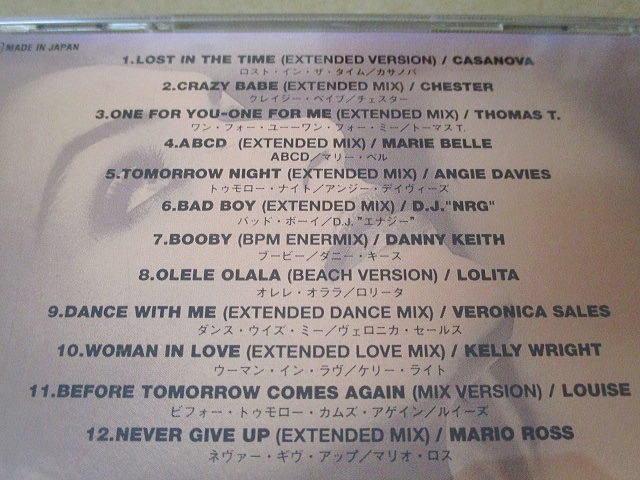 MADE IN JAPAN
1.LOST IN THE TIME (EXTENDED VERSION) / CASANOVA
ロスト・イン・ザ・タイム/カサノバ
2.CRAZY BABE (EXTENDED MIX) / CHESTER
クレイジー・ベイブ/チェスター
3.ONE FOR YOU-ONE FOR ME (EXTENDED MIX) / THOMAS T.
ワン・フォー・ユーーワン・フォー・ミー/トーマスT.
4.ABCD (EXTENDED MIX) / MARIE BELLE
ABCD/マリー・ベル
5.TOMORROW NIGHT (EXTENDED MIX) / ANGIE DAVIES
トゥモロー・ナイト/アンジー・デイヴィーズ
6.BAD BOY (EXTENDED MIX) / D.J."NRG"
バッド・ボーイ/D.J."エナジー"
7.BOOBY (BPM ENERMIX) / DANNY KEITH
ブービー/ダニー・キース
8.OLELE OLALA (BEACH VERSION) / LOLITA
オレレ・オララ/ロリータ
9.DANCE WITH ME (EXTENDED DANCE MIX) / VERONICA SALES
ダンス・ウイズ・ミー/ヴェロニカ・セールス
10.WOMAN IN LOVE (EXTENDED LOVE MIX) / KELLY WRIGHT
ウーマン・イン・ラヴ/ケリー・ライト
11.BEFORE TOMORROW COMES AGAIN (MIX VERSION) / LOUISE
ビフォー・トゥモロー・カムズ・アゲイン/ルイーズ
12.NEVER GIVE UP (EXTENDED MIX) / MARIO ROSS
ネヴァー・ギヴ・アップ/マリオ・ロス